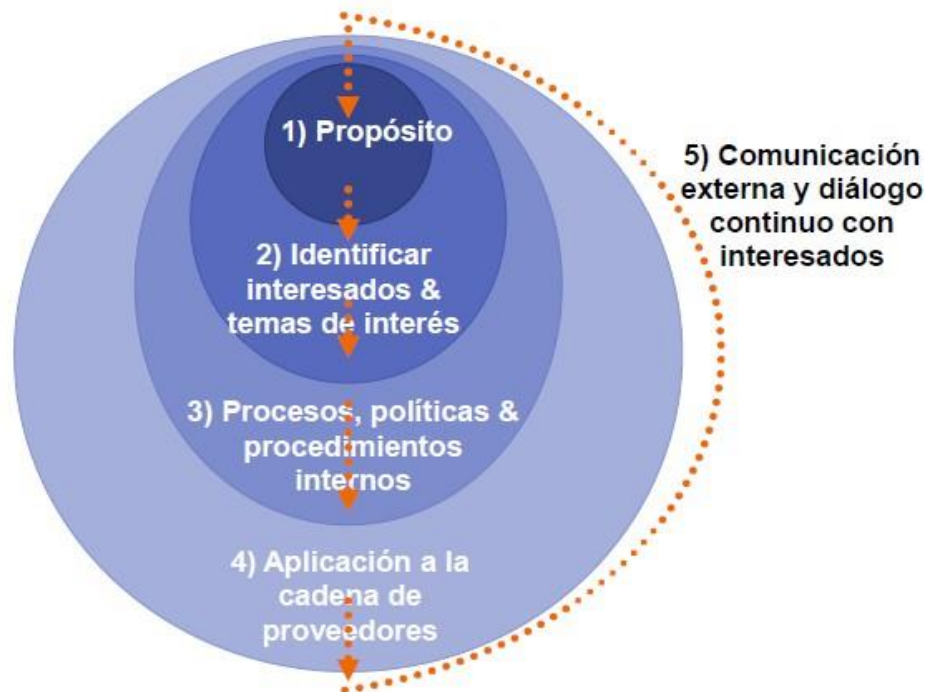 1) Propósito
2) Identificar
interesados &
temas de interés
3) Procesos, políticas &
procedimientos
internos
4) Aplicación a la
cadena de
proveedores
5) Comunicación
externa y diálogo
continuo con
interesados